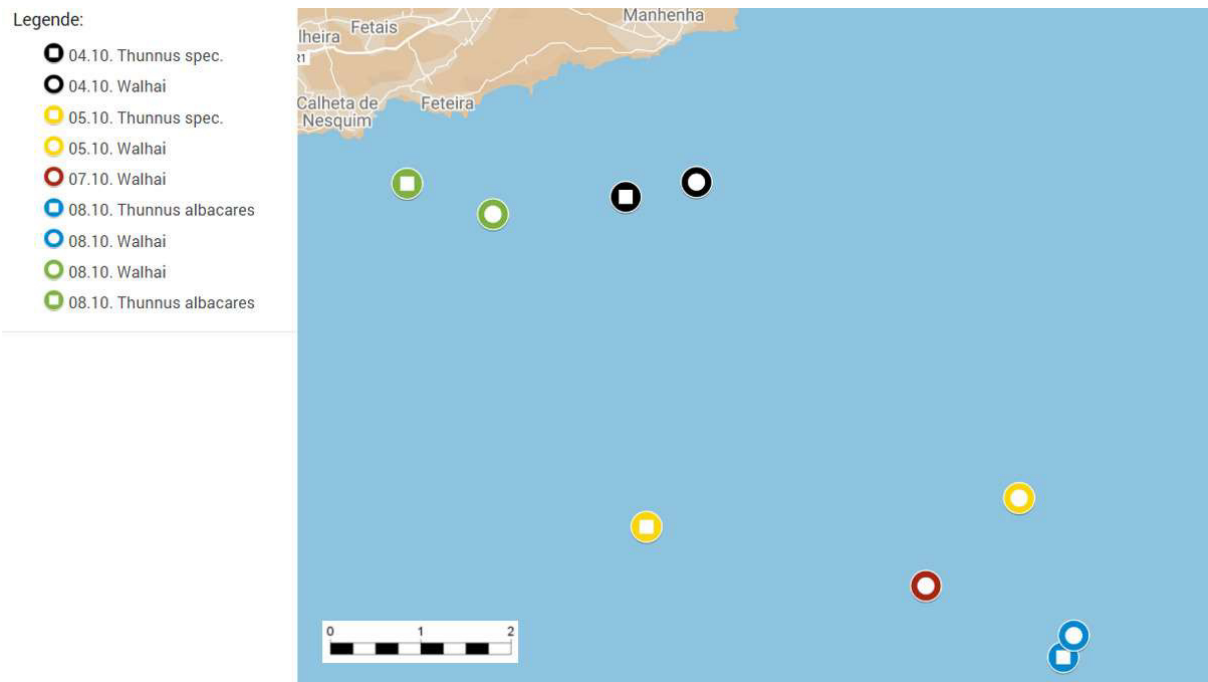 Legende:
04.10. Thunnus spec.
04.10. Walhai
05.10. Thunnus spec.
05.10. Walhai
07.10. Walhai
08.10. Thunnus albacares
08.10. Walhai
08.10. Walhai
08.10. Thunnus albacares
Manhenha
Fetais
lheira
R1
Calheta de
Nesquim
Feteira
0 1 2